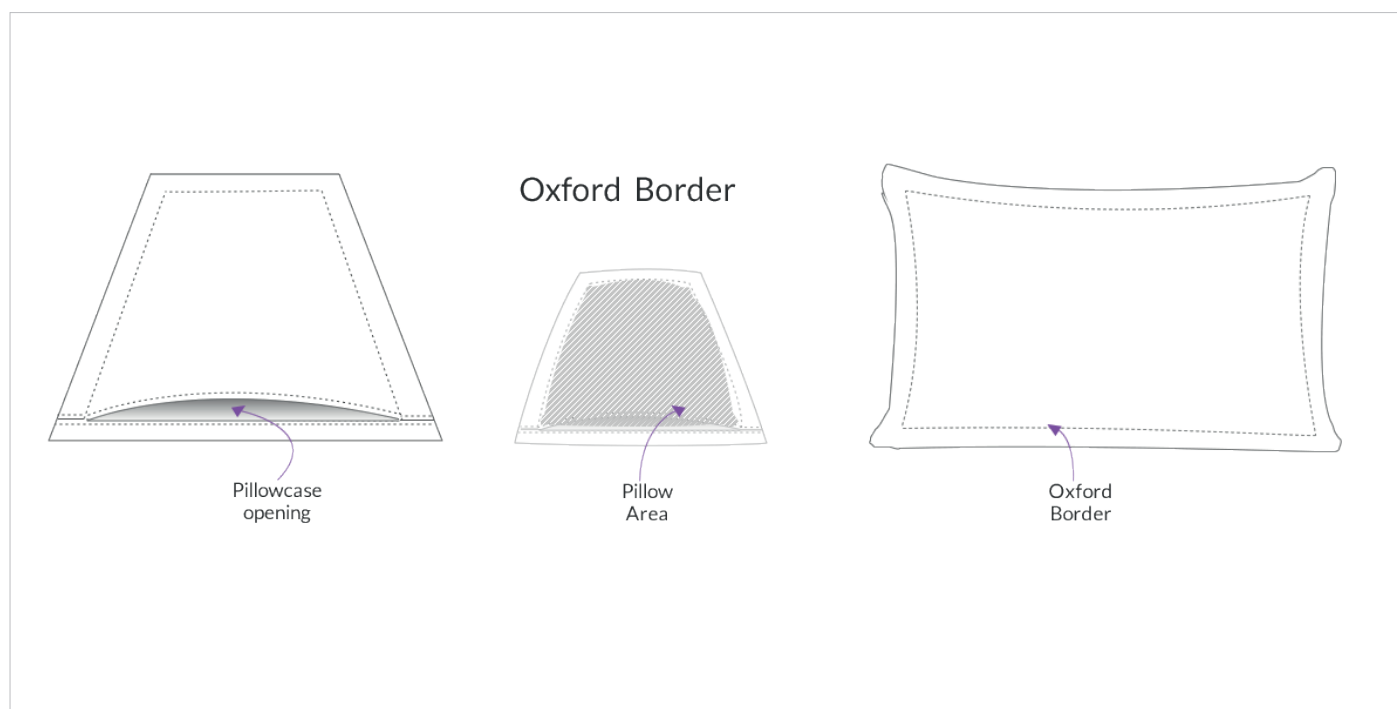 Oxford Border
Pillowcase
opening
Pillow
Area
Oxford
Border